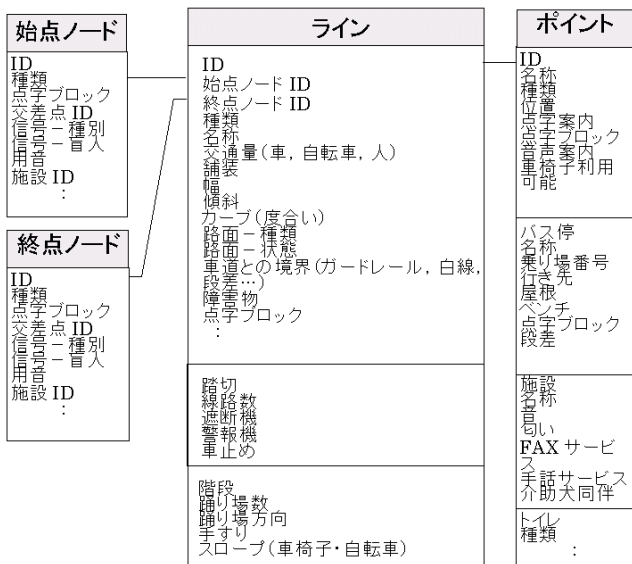 始点ノード
ID
種類
点字ブロック
交差点 ID
信号－種別
信号－盲人
用音
施設 ID
:
終点ノード
ID
種類
点字ブロック
交差点 ID
信号－種別
信号－盲人
用音
施設 ID
:
ライン
ID
始点ノード ID
終点ノード ID
種類
名称
交通量(車, 自転車, 人)
舗装
幅
傾斜
カーブ(度合い)
路面－種類
路面－状態
車道との境界(ガードレール, 白線,
段差…)
障害物
点字ブロック
:
踏切
線路数
遮断機
警報機
車止め
階段
踊り場数
踊り場方向
手すり
スロープ(車椅子・自転車)
ポイント
ID
名称
種類
位置
点字案内
点字ブロック
音声案内
車椅子利用
可能
バス停
名称
乗り場番号
行き先
屋根
ベンチ
点字ブロック
段差
施設
名称
音
匂い
FAX サービ
ス
手話サービス
介助犬同伴
トイレ
種類
: